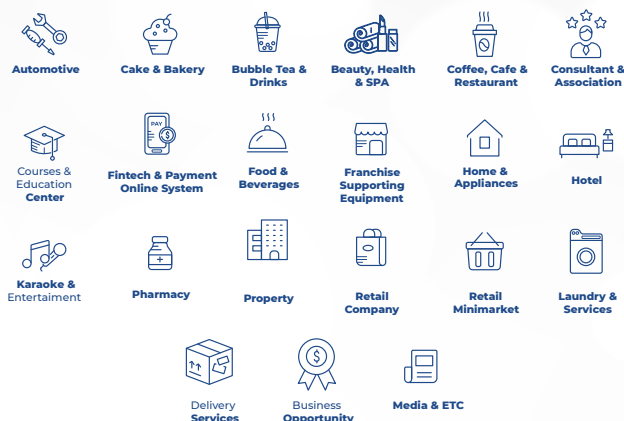 Automotive
Cake & Bakery
Bubble Tea &
Drinks
Beauty, Health
& SPA
Coffee, Cafe &
Restaurant
Consultant &
Association
Courses &
Education
Center
PAY
$
Fintech & Payment
Online System
Food &
Beverages
Franchise
Supporting
Equipment
Home &
Appliances
Hotel
Karaoke &
Entertaiment
Pharmacy
Property
Retail
Company
Retail
Minimarket
Laundry &
Services
Delivery
Services
$
Business
Opportunity
Media & ETC